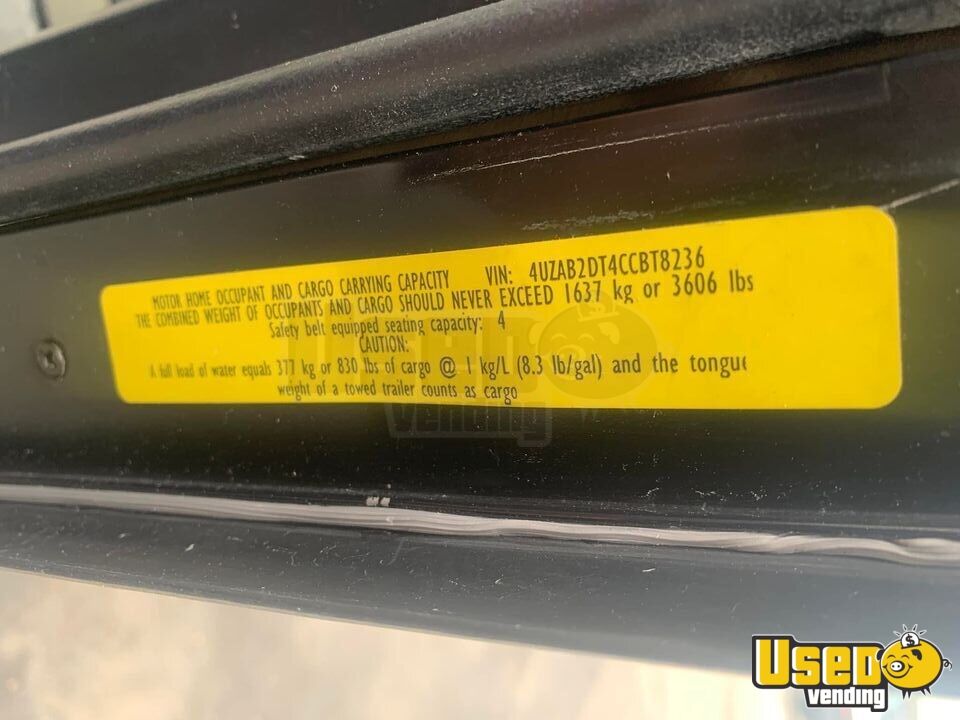 MOTOR HOME OCCUPANT AND CARGO CARRYING CAPACITY VIN: 4UZAB2DT4CCBT8236
THE COMBINED WEIGHT OF OCCUPANTS AND CARGO SHOULD NEVER EXCEED 1637 kg or 3606 lbs
Safety belt equipped seating capacity: 4
CAUTION:
A full load of water equals 377 kg or 830 lbs of cargo @ 1 kg/L (8.3 lb/gal) and the tongue
weight of a towed trailer counts as cargo
USED
vending
USED
vending